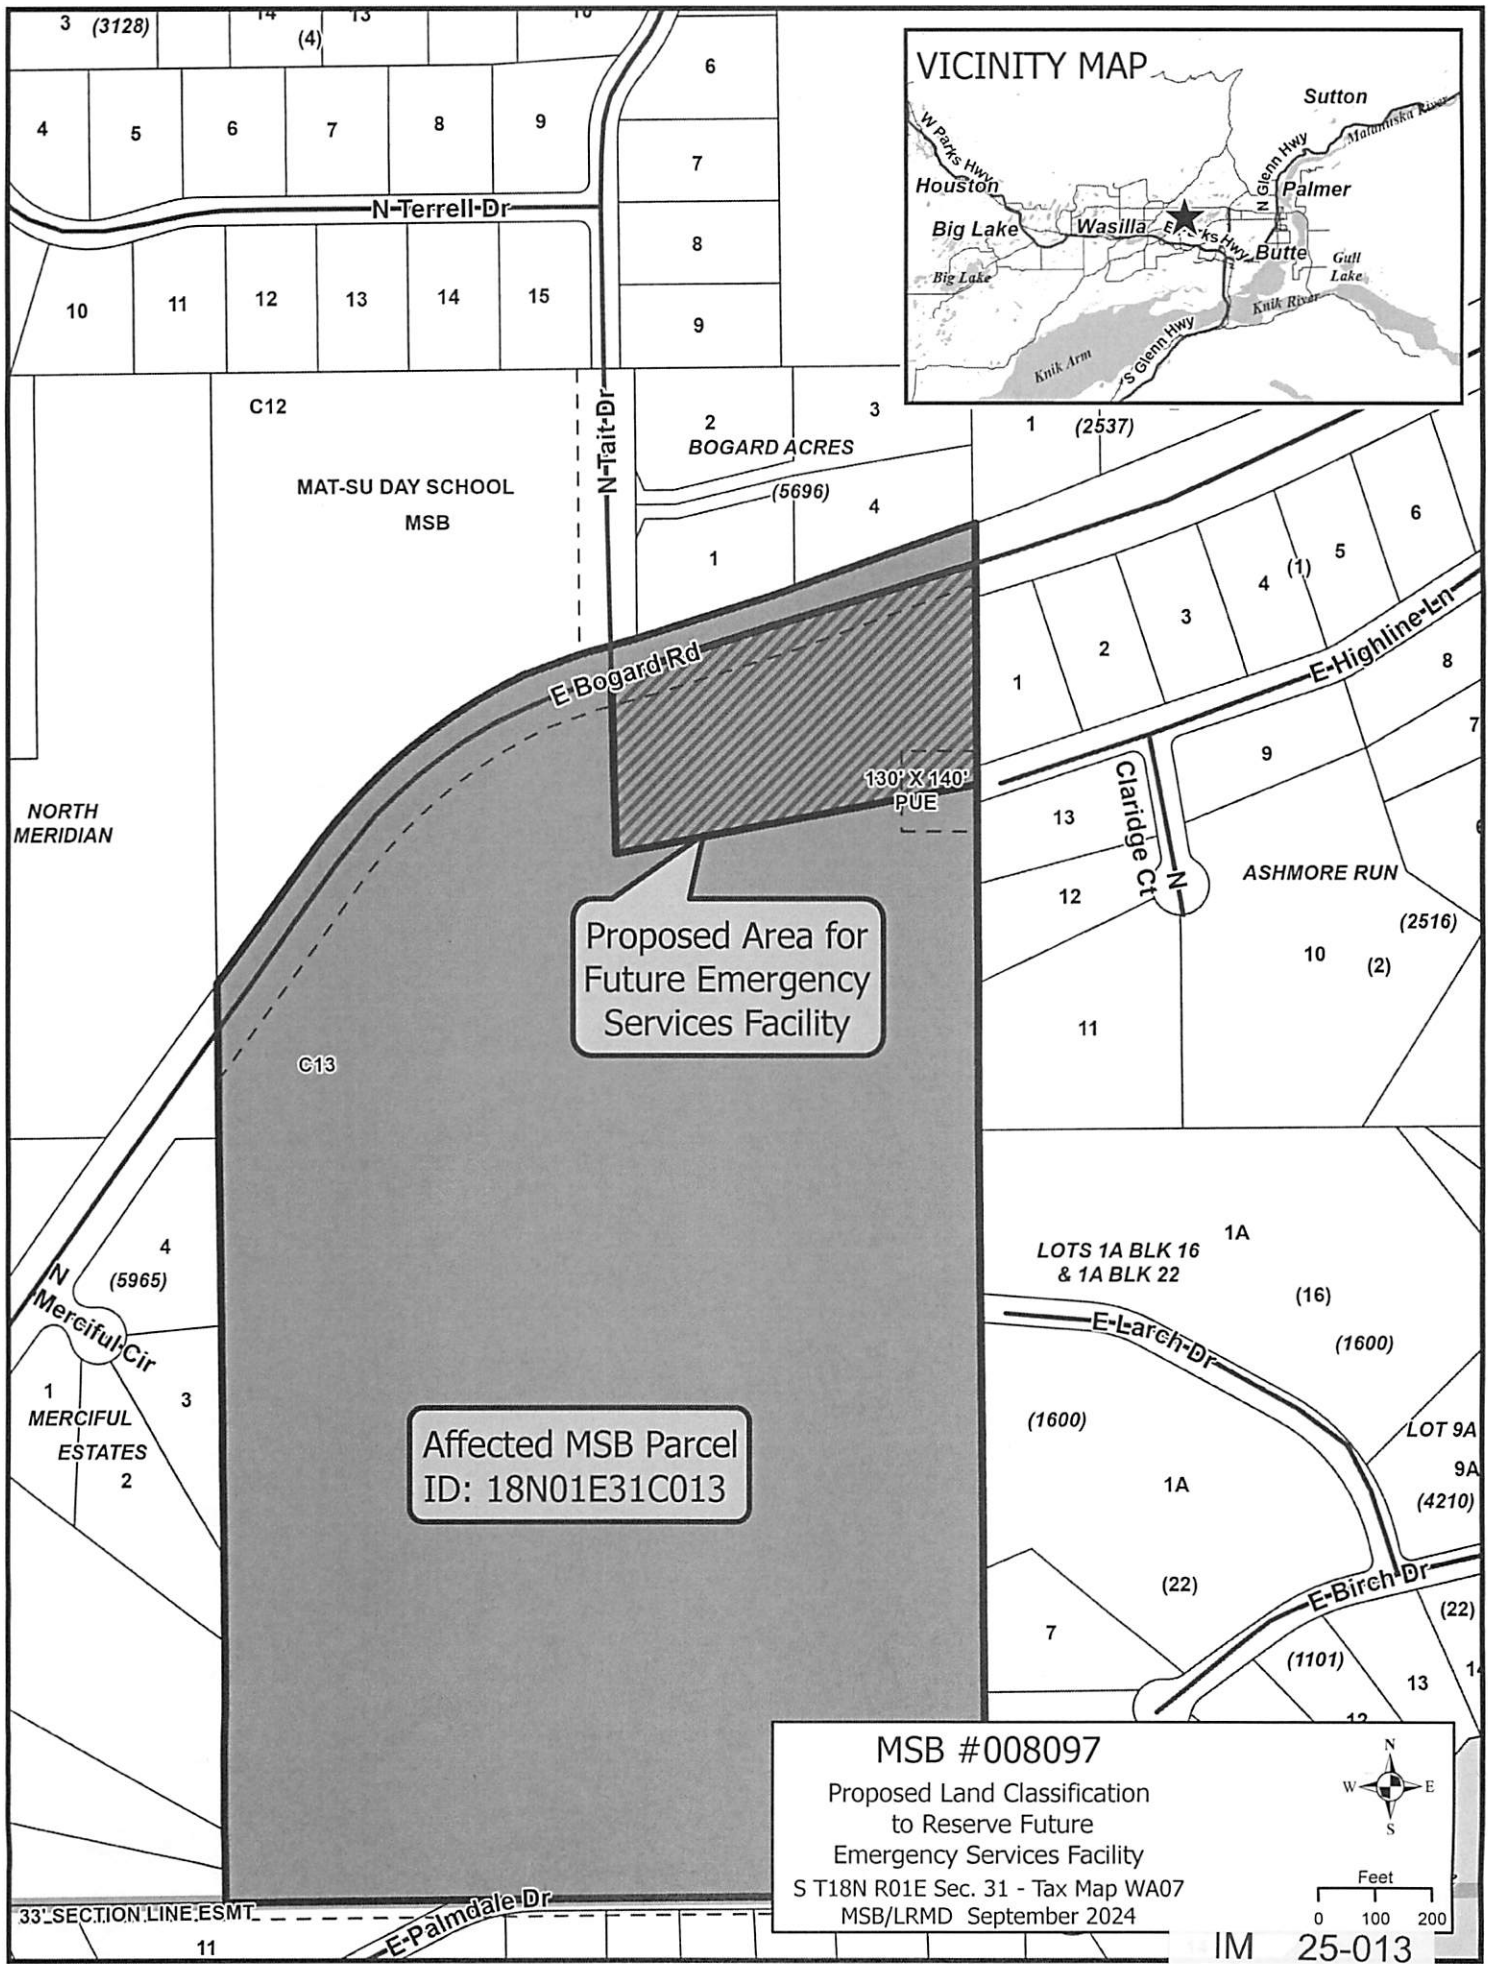 3 (3128)
14
13
(4)
10
6
4
5
6
7
8
9
7
N Terrell Dr
8
10
11
12
13
14
15
9
VICINITY MAP
Sutton
Matanuska River
W Parks Hwy
N Glenn Hwy
Houston
Palmer
Big Lake
Wasilla
E Parks Hwy
Butte
Big Lake
Gull
Lake
Knik River
Knik Arm
S Glenn Hwy
C12
N Tait Dr
2
3
BOGARD ACRES
1
(2537)
MAT-SU DAY SCHOOL
MSB
(5696)
4
1
6
5
(1)
4
3
2
1
E Highline Ln
8
7
9
E Bogard Rd
130' X 140'
PUE
NORTH
MERIDIAN
13
Claridge Ct
N
12
ASHMORE RUN
(2516)
10
(2)
11
6
Proposed Area for
Future Emergency
Services Facility
C13
4
(5965)
N
Merciful Cir
1
MERCIFUL
ESTATES
2
3
1A
LOTS 1A BLK 16
& 1A BLK 22
(16)
E Larch Dr
(1600)
(1600)
LOT 9A
9A
(4210)
1A
(22)
E Birch Dr
(22)
7
(1101)
13
14
12
Affected MSB Parcel
ID: 18N01E31C013
33' SECTION LINE ESMT
E Palmdale Dr
11
MSB #008097
Proposed Land Classification
to Reserve Future
Emergency Services Facility
S T18N R01E Sec. 31 - Tax Map WA07
MSB/LRMD September 2024
N
W
E
S
Feet
0 100 200
IM 25-013